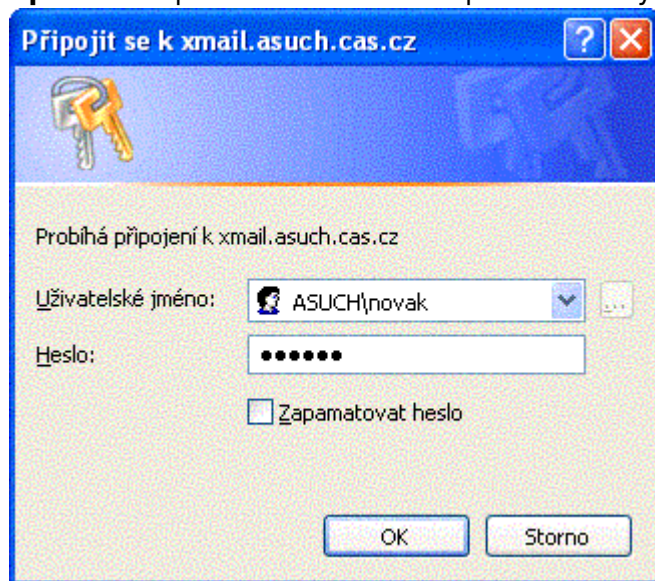 Připojit se k xmail.asuch.cas.cz
Probíhá připojení k xmail.asuch.cas.cz
Uživatelské jméno: ASUCH\novak ...
Heslo: ●●●●●●
Zapamatovat heslo
OK Storno